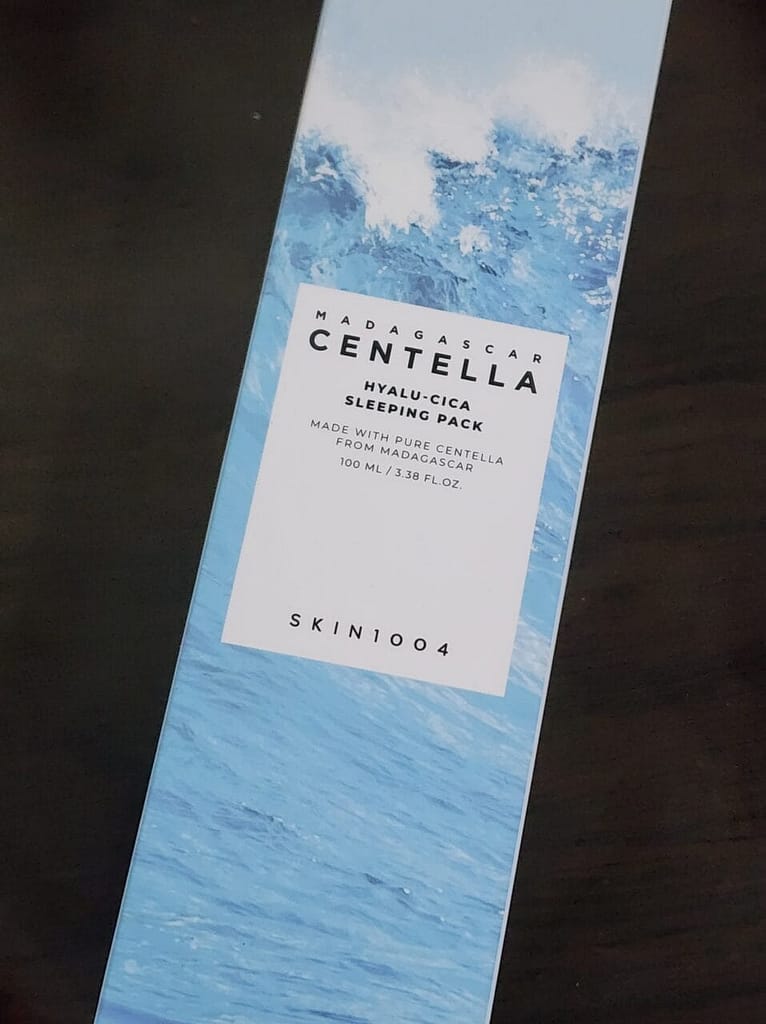 MADAGASCAR
CENTELLA
HYALU-CICA
SLEEPING PACK
MADE WITH PURE CENTELLA
FROM MADAGASCAR
100 ML / 3.38 FL.OZ.
SKIN1004